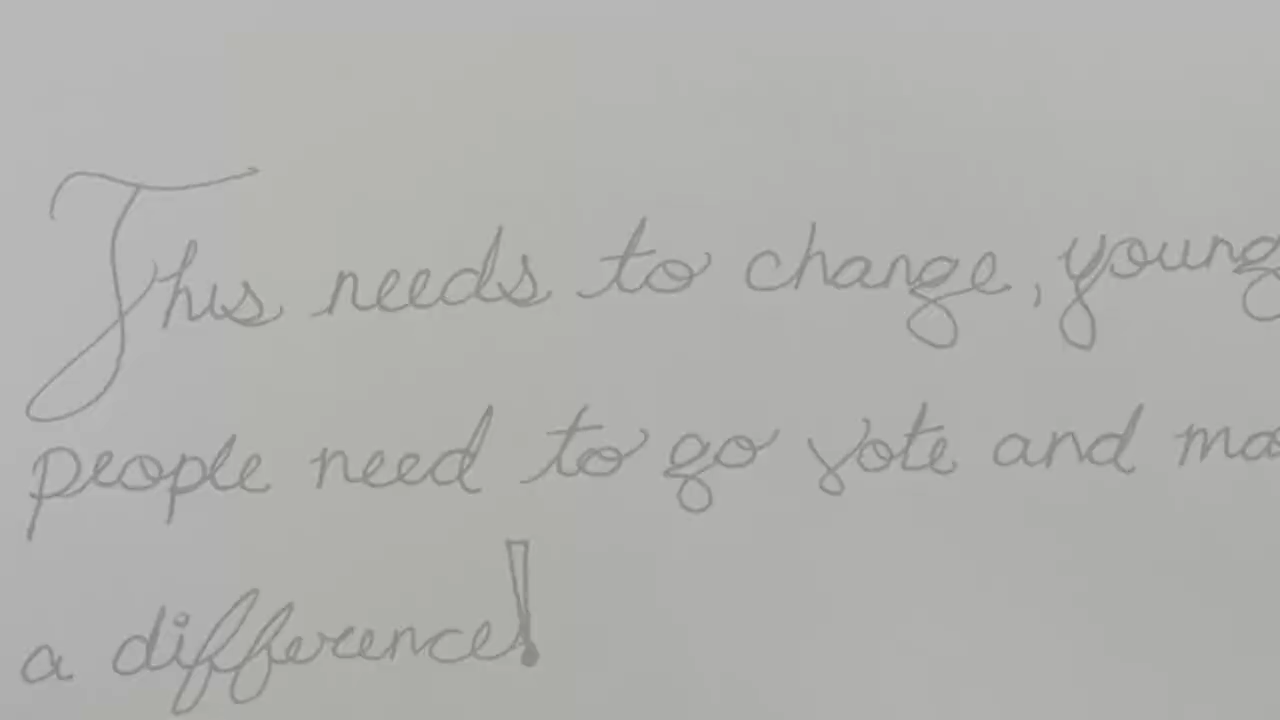 This needs to change, young
people need to go vote and
a difference!